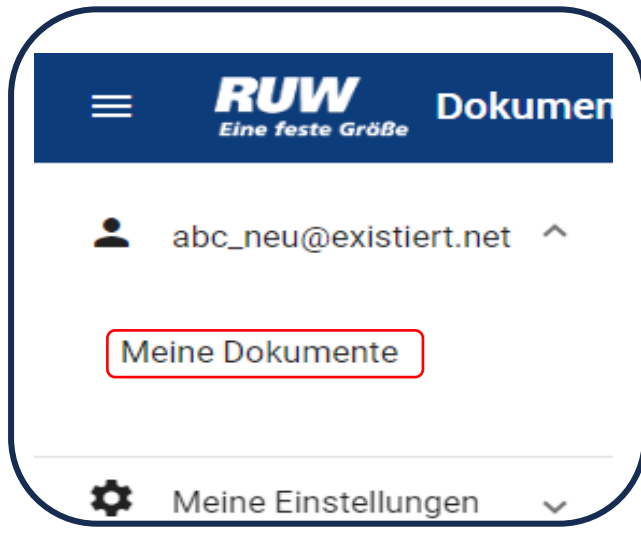 RUW
Eine feste Größe
Dokumen
abc_neu@existiert.net
Meine Dokumente
Meine Einstellungen